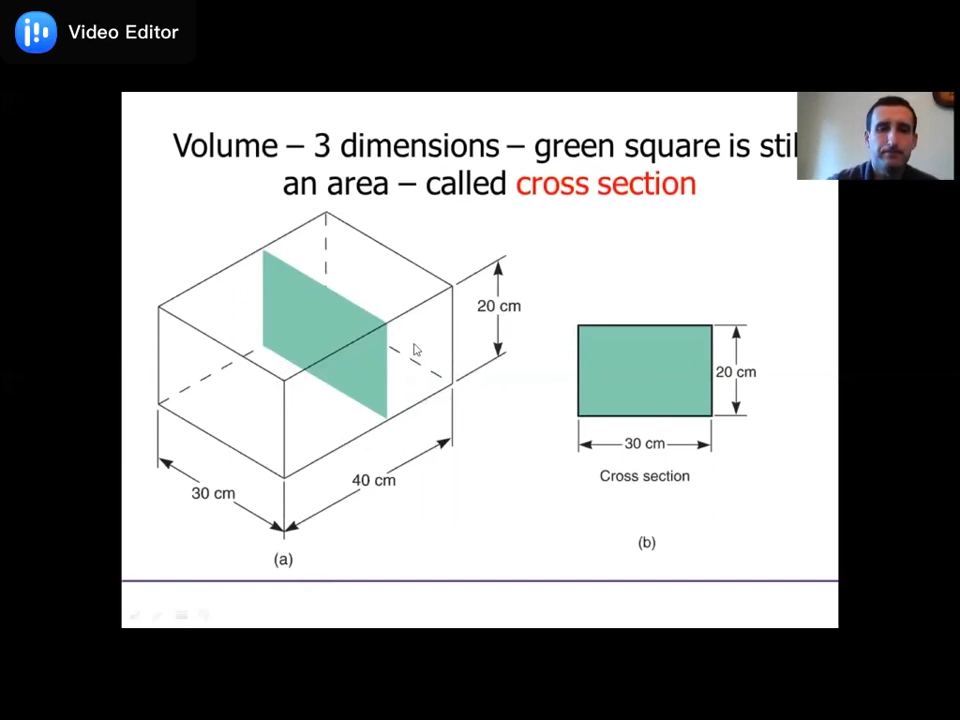 Video Editor
Volume – 3 dimensions – green square is
an area – called cross section
20 cm
20 cm
30 cm
Cross section
40 cm
30 cm
(b)
(a)